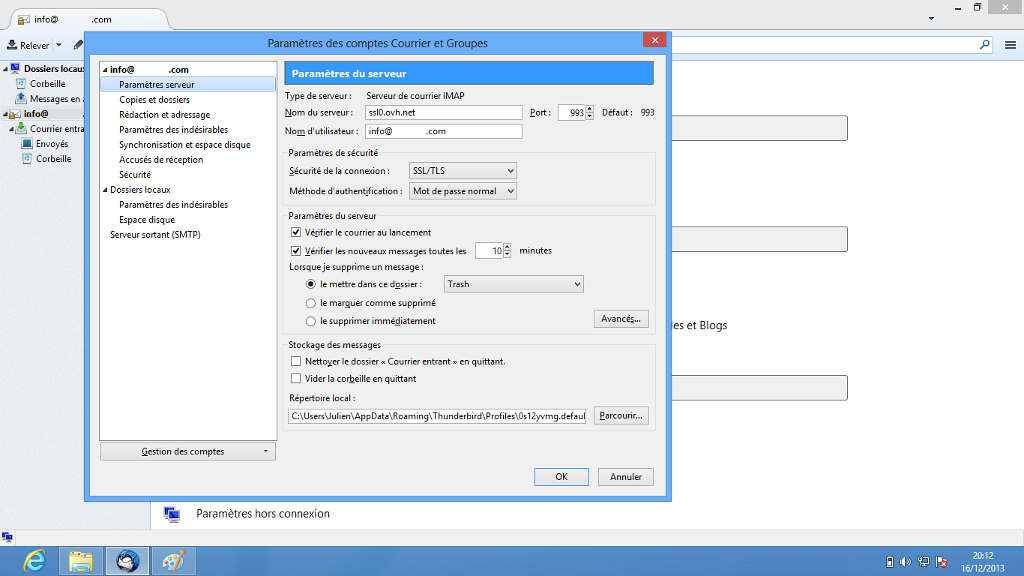 info@ .com
Relever
Paramètres des comptes Courrier et Groupes
Dossiers locaux
Corbeille
Messages en a
info@
Courrier entra
Envoyés
Corbeille
info@ .com
Paramètres serveur
Copies et dossiers
Rédaction et adressage
Paramètres des indésirables
Synchronisation et espace disque
Accusés de réception
Sécurité
Dossiers locaux
Paramètres des indésirables
Espace disque
Serveur sortant (SMTP)
Gestion des comptes
Paramètres du serveur
Type de serveur : Serveur de courrier IMAP
Nom du serveur : ssl0.ovh.net Port : 993 Défaut : 993
Nom d'utilisateur : info@ .com
Paramètres de sécurité
Sécurité de la connexion : SSL/TLS
Méthode d'authentification : Mot de passe normal
Paramètres du serveur
Vérifier le courrier au lancement
Vérifier les nouveaux messages toutes les 10 minutes
Lorsque je supprime un message :
le mettre dans ce dossier : Trash
le marquer comme supprimé
le supprimer immédiatement
Avancés...
Stockage des messages
Nettoyer le dossier « Courrier entrant » en quittant.
Vider la corbeille en quittant
Répertoire local :
C:\Users\Julien\AppData\Roaming\Thunderbird\Profiles\0s12yvmg.defaul
Parcourir...
OK Annuler
les et Blogs
Paramètres hors connexion
20:12
16/12/2013